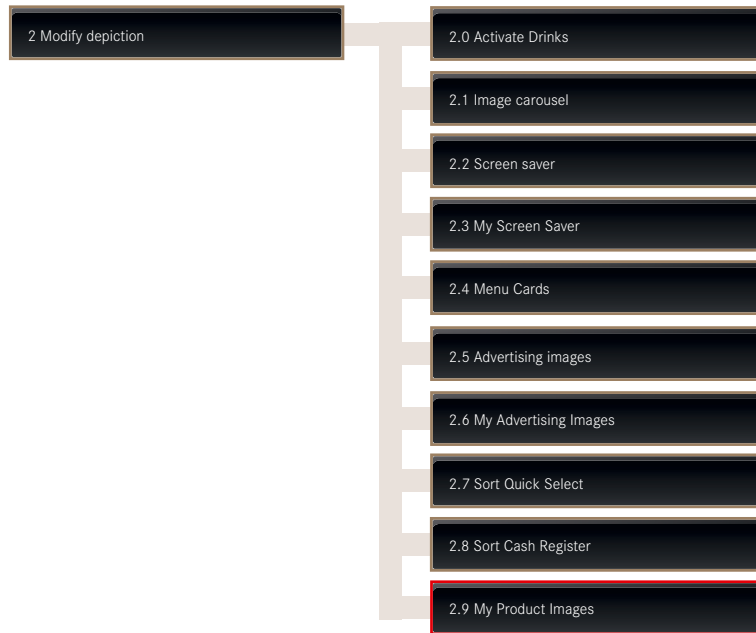 2 Modify depiction
2.0 Activate Drinks
2.1 Image carousel
2.2 Screen saver
2.3 My Screen Saver
2.4 Menu Cards
2.5 Advertising images
2.6 My Advertising Images
2.7 Sort Quick Select
2.8 Sort Cash Register
2.9 My Product Images